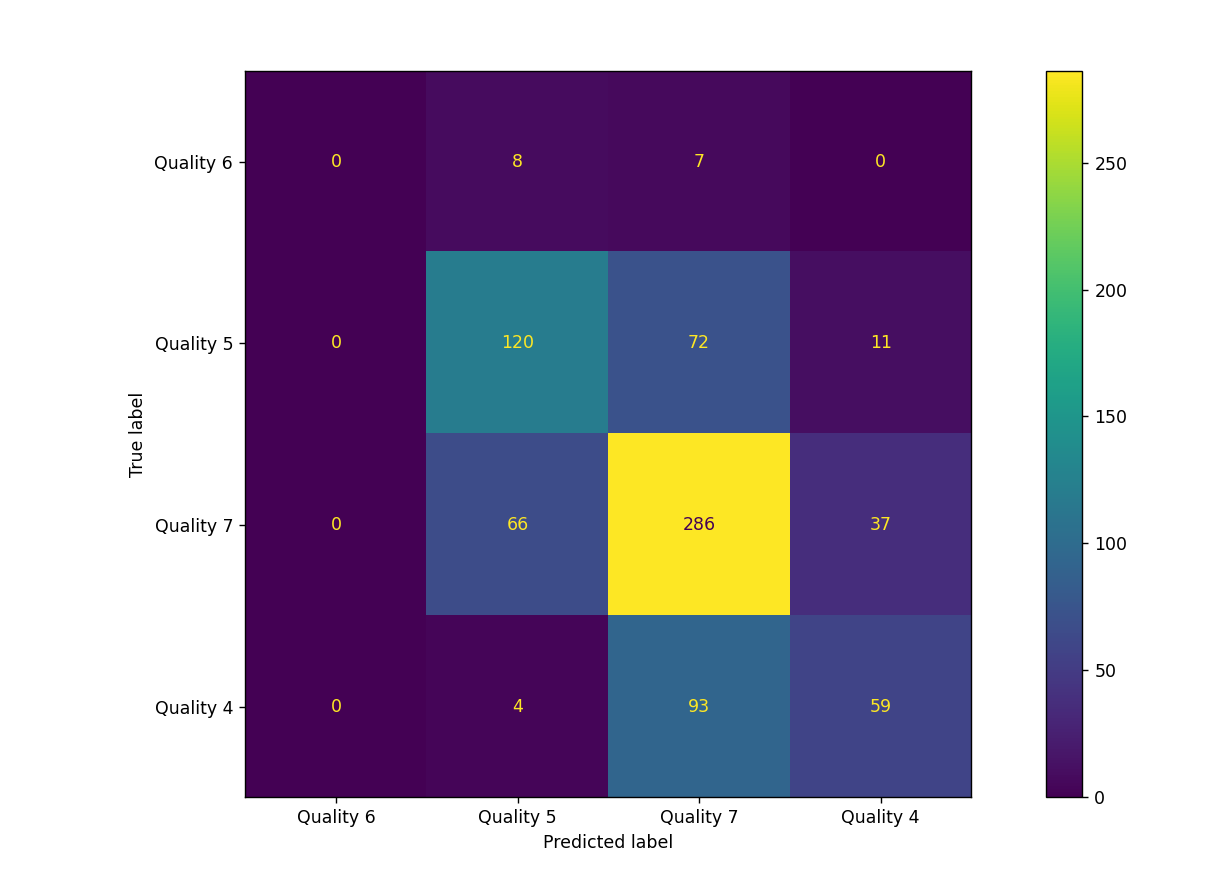 Quality 6 0 8 7 0
Quality 5 0 120 72 11
Quality 7 0 66 286 37
Quality 4 0 4 93 59
Quality 6 Quality 5 Quality 7 Quality 4
Predicted label
True label
250
200
150
100
50
0